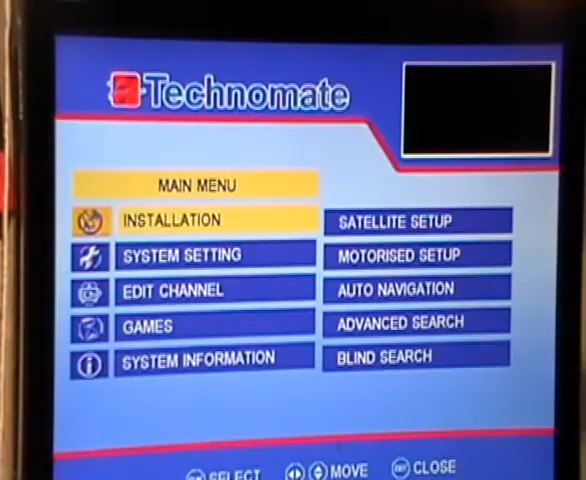 Technomate
MAIN MENU
INSTALLATION
SYSTEM SETTING
EDIT CHANNEL
GAMES
SYSTEM INFORMATION
SATELLITE SETUP
MOTORISED SETUP
AUTO NAVIGATION
ADVANCED SEARCH
BLIND SEARCH
SELECT MOVE CLOSE